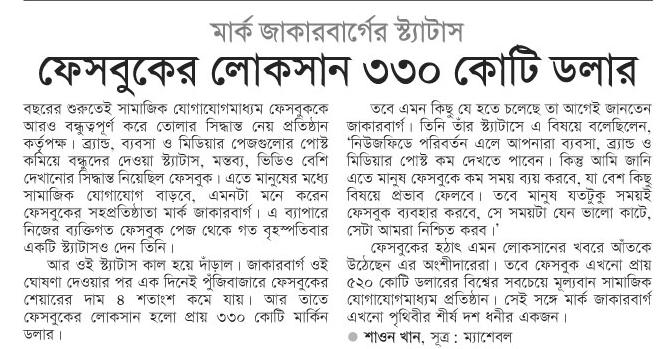 মার্ক জাকারবার্গের স্ট্যাটাস
ফেসবুকের লোকসান ৩৩০ কোটি ডলার
বছরের শুরুতেই সামাজিক যোগাযোগমাধ্যম ফেসবুককে
আরও বন্ধুত্বপূর্ণ করে তোলার সিদ্ধান্ত নেয় প্রতিষ্ঠান
কর্তৃপক্ষ। ব্র্যান্ড, ব্যবসা ও মিডিয়ার পেজগুলোর পোস্ট
কমিয়ে বন্ধুদের দেওয়া স্ট্যাটাস, মন্তব্য, ভিডিও বেশি
দেখানোর সিদ্ধান্ত নিয়েছিল ফেসবুক। এতে মানুষের মধ্যে
সামাজিক যোগাযোগ বাড়বে, এমনটা মনে করেন
ফেসবুকের সহপ্রতিষ্ঠাতা মার্ক জাকারবার্গ। এ ব্যাপারে
নিজের ব্যক্তিগত ফেসবুক পেজ থেকে গত বৃহস্পতিবার
একটি স্ট্যাটাসও দেন তিনি।
আর ওই স্ট্যাটাস কাল হয়ে দাঁড়াল। জাকারবার্গ ওই
ঘোষণা দেওয়ার পর এক দিনেই পুঁজিবাজারে ফেসবুকের
শেয়ারের দাম ৪ শতাংশ কমে যায়। আর তাতে
ফেসবুকের লোকসান হলো প্রায় ৩৩০ কোটি মার্কিন
ডলার।
তবে এমন কিছু যে হতে চলেছে তা আগেই জানতেন
জাকারবার্গ। তিনি তাঁর স্ট্যাটাসে এ বিষয়ে বলেছিলেন,
‘নিউজফিডে পরিবর্তন এলে আপনারা ব্যবসা, ব্র্যান্ড ও
মিডিয়ার পোস্ট কম দেখতে পাবেন। কিন্তু আমি জানি
এতে মানুষ ফেসবুকে কম সময় ব্যয় করবে, যা বেশ কিছু
বিষয়ে প্রভাব ফেলবে। তবে মানুষ যতটুকু সময়ই
ফেসবুক ব্যবহার করবে, সে সময়টা যেন ভালো কাটে,
সেটা আমরা নিশ্চিত করব।’
ফেসবুকের হঠাৎ এমন লোকসানের খবরে আঁতকে
উঠেছেন এর অংশীদারেরা। তবে ফেসবুক এখনো প্রায়
৫২০ কোটি ডলারের বিশ্বের সবচেয়ে মূল্যবান সামাজিক
যোগাযোগমাধ্যম প্রতিষ্ঠান। সেই সঙ্গে মার্ক জাকারবার্গ
এখনো পৃথিবীর শীর্ষ দশ ধনীর একজন।
● শাওন খান, সূত্র : ম্যাশেবল